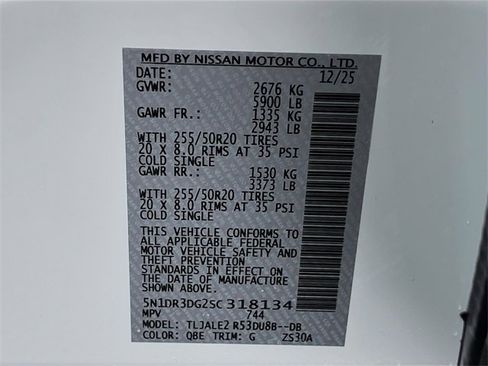 MFD BY NISSAN MOTOR CO., LTD.
DATE: 12/25
GVWR: 2676 KG
5900 LB
GAWR FR.: 1335 KG
2943 LB
WITH 255/50R20 TIRES
20 X 8.0 RIMS AT 35 PSI
COLD SINGLE
GAWR RR.: 1530 KG
3373 LB
WITH 255/50R20 TIRES
20 X 8.0 RIMS AT 35 PSI
COLD SINGLE
THIS VEHICLE CONFORMS TO
ALL APPLICABLE FEDERAL
MOTOR VEHICLE SAFETY AND
THEFT PREVENTION
STANDARDS IN EFFECT ON
THE DATE OF MANUFACTURE
SHOWN ABOVE.
5N1DR3DG2SC318134
MPV 744
MODEL: TLJALE2 R53DU8B--DB
COLOR: QBE TRIM: G ZS30A